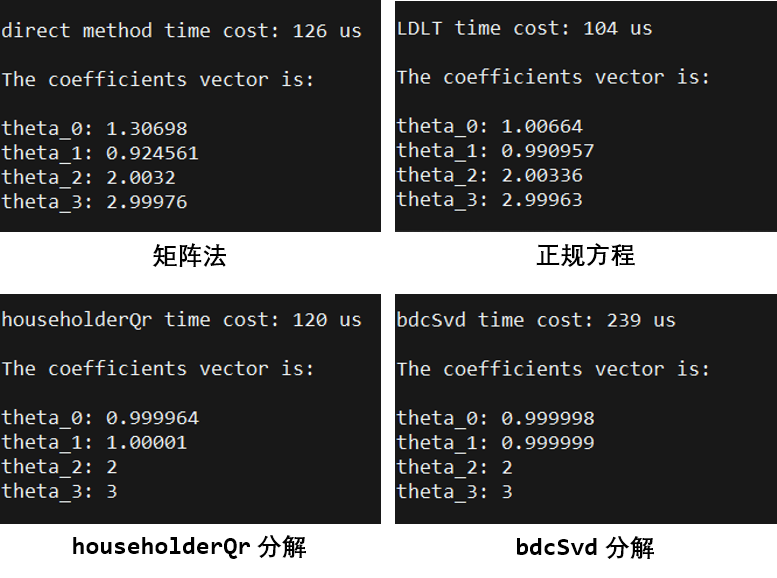 direct method time cost: 126 us
The coefficients vector is:
theta_0: 1.30698
theta_1: 0.924561
theta_2: 2.0032
theta_3: 2.99976
矩阵法
LDLT time cost: 104 us
The coefficients vector is:
theta_0: 1.00664
theta_1: 0.990957
theta_2: 2.00336
theta_3: 2.99963
正规方程
householderQr time cost: 120 us
The coefficients vector is:
theta_0: 0.999964
theta_1: 1.00001
theta_2: 2
theta_3: 3
householderQr 分解
bdcSvd time cost: 239 us
The coefficients vector is:
theta_0: 0.999998
theta_1: 0.999999
theta_2: 2
theta_3: 3
bdcSvd 分解